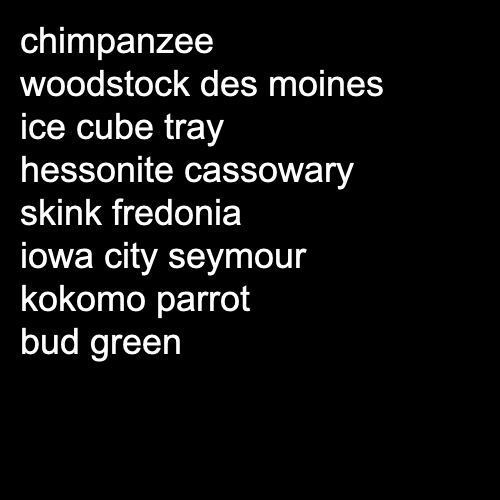 chimpanzee
woodstock des moines
ice cube tray
hessonite cassowary
skink fredonia
iowa city seymour
kokomo parrot
bud green